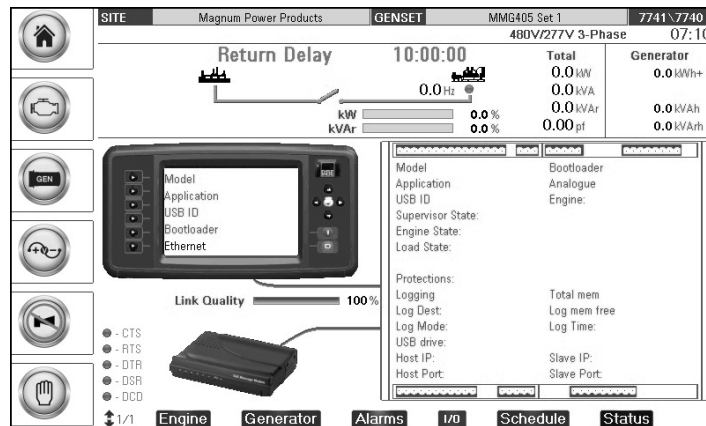 SITE Magnum Power Products GENSET MMG405 Set 1 7741\7740
480V/277V 3-Phase 07:10
Return Delay 10:00:00
Total Generator
0.0 kW 0.0 kWh+
0.0 Hz 0.0 kVA
kW 0.0 % 0.0 kVAr 0.0 kVAh
kVAr 0.0 % 0.00 pf 0.0 kVArh
GEN
Model
Application
USB ID
Bootloader
Ethernet
Link Quality 100%
- CTS
- RTS
- DTR
- DSR
- DCD
Model Bootloader
Application Analogue
USB ID Engine:
Supervisor State:
Engine State:
Load State:
Protections:
Logging Total mem
Log Dest: Log mem free
Log Mode: Log Time:
USB drive:
Host IP: Slave IP:
Host Port: Slave Port:
1/1 Engine Generator Alarms I/O Schedule Status